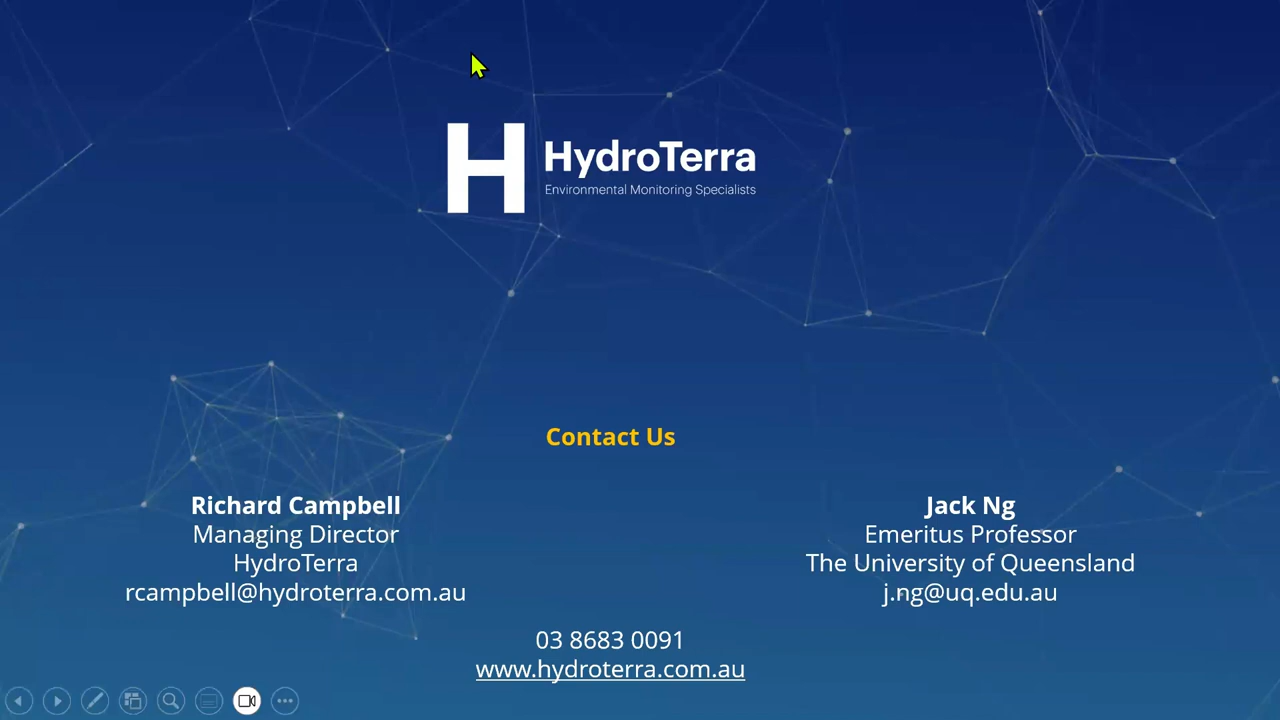 H HydroTerra
Environmental Monitoring Specialists
Contact Us
Richard Campbell
Managing Director
HydroTerra
rcampbell@hydroterra.com.au
Jack Ng
Emeritus Professor
The University of Queensland
j.ng@uq.edu.au
03 8683 0091
www.hydroterra.com.au